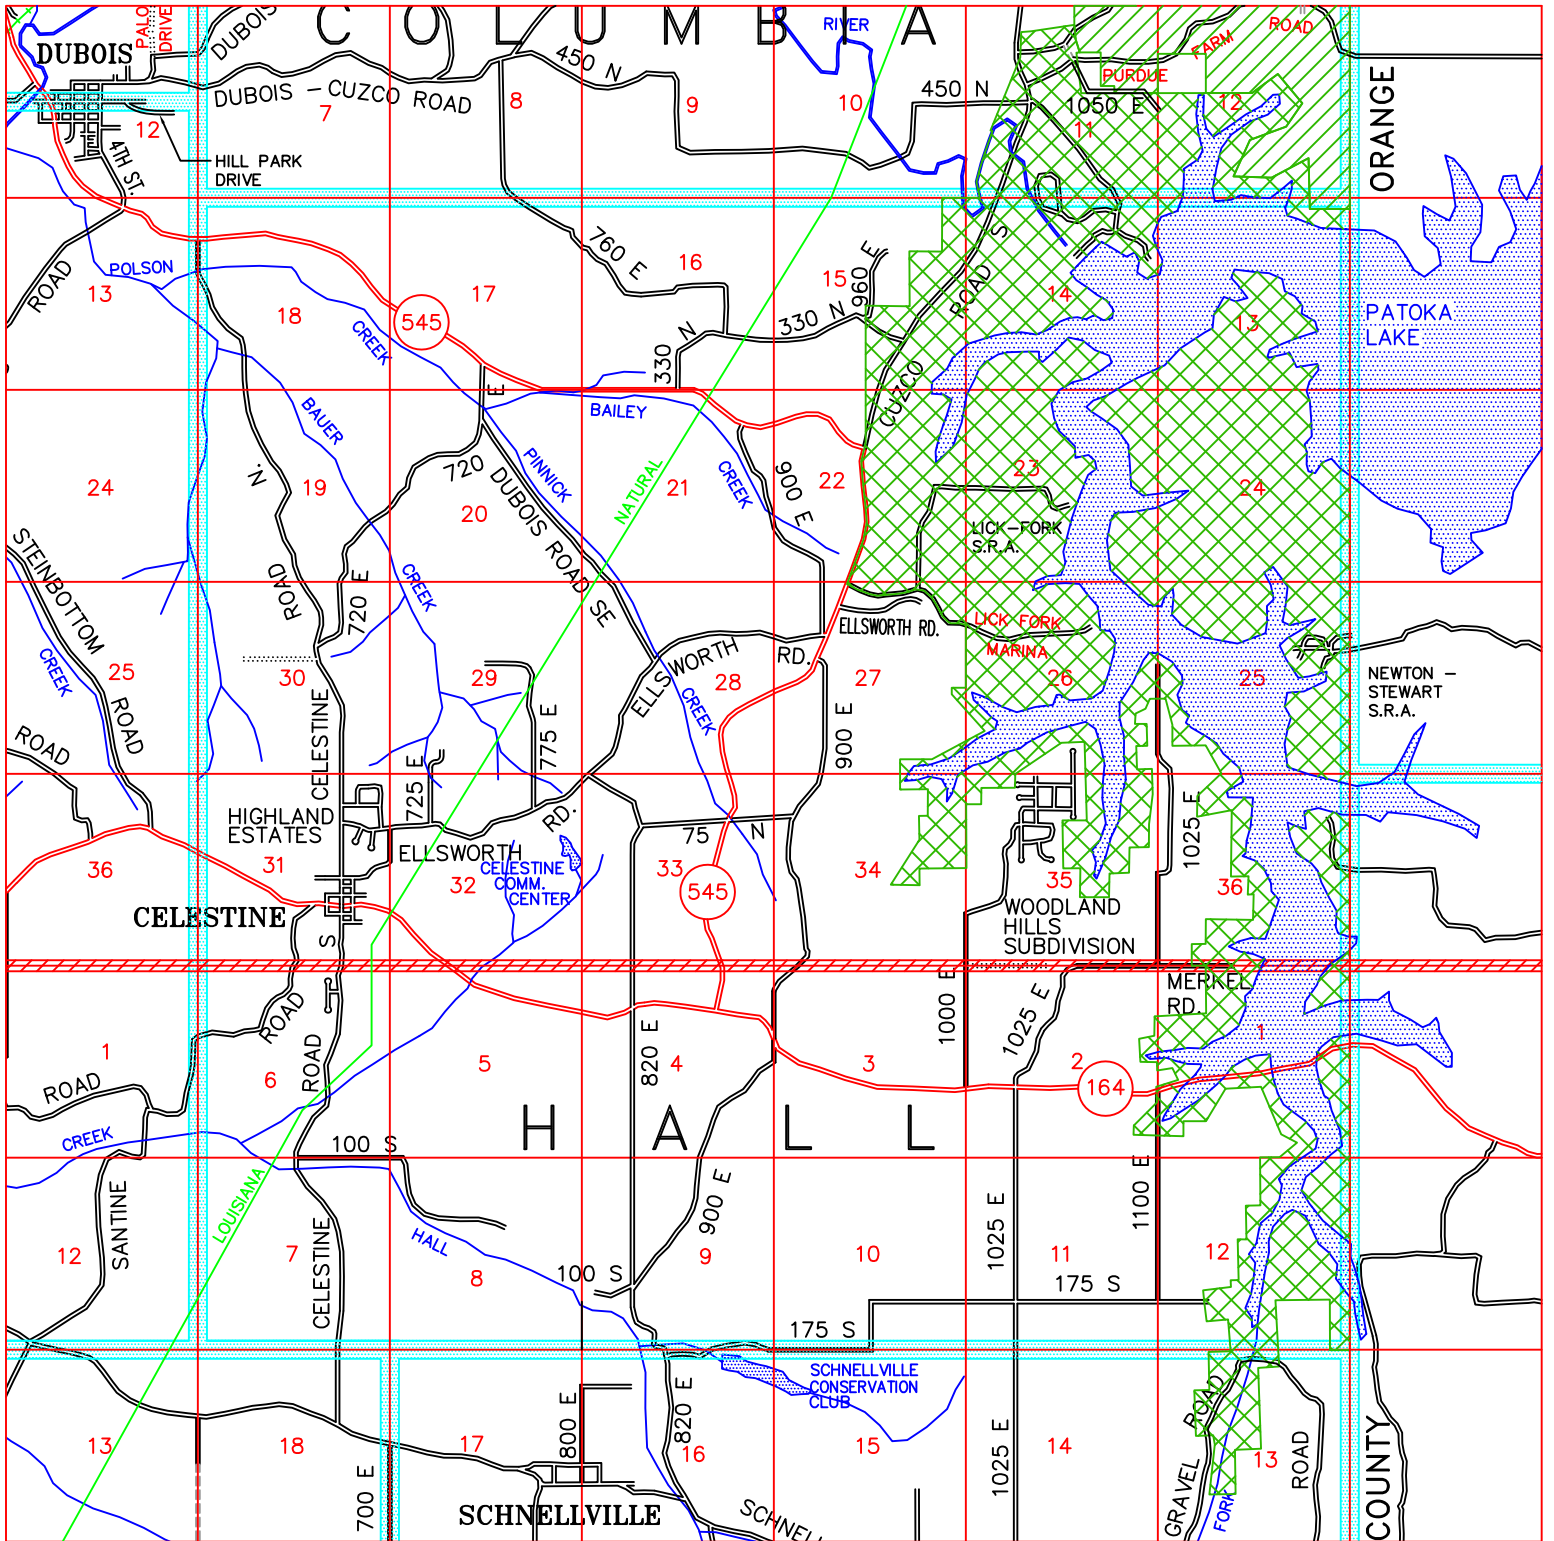 COLUMBIA
RIVER
PALO
DRIVE
DUBOIS
DUBOIS
450 N
DUBOIS - CUZCO ROAD
7
8
9
10
450 N
PURDUE
FARM
ROAD
1050 E
11
12
ORANGE
12
4TH ST.
HILL PARK
DRIVE
ROAD
13
POLSON
18
CREEK
545
17
760 E
16
15
960 E
330 N
330 N
CUZCO
ROAD
S
14
13
PATOKA
LAKE
E
BAILEY
CREEK
BAUER
N.
24
19
720
20
PINNICK
DUBOIS ROAD SE
NATURAL
21
900 E
22
23
24
LICK-FORK
S.R.A.
STEINBOTTOM
ROAD
CREEK
25
ROAD
720 E
CREEK
30
29
ELLSWORTH
RD.
ELLSWORTH RD.
LICK FORK
MARINA
28
27
26
25
NEWTON -
STEWART
S.R.A.
CREEK
ROAD
CELESTINE
725 E
775 E
900 E
HIGHLAND
ESTATES
RD.
75 N
1025 E
ELLSWORTH
36
31
32
CELESTINE
COMM.
CENTER
33
545
34
35
36
CELESTINE
S
WOODLAND
HILLS
SUBDIVISION
MERKEL
RD.
1
ROAD
ROAD
6
ROAD
5
820 E
4
3
1000 E
1025 E
2
164
1
HALL
CREEK
100 S
LOUISIANA
SANTINE
12
7
CELESTINE
HALL
8
100 S
900 E
9
10
1025 E
11
1100 E
12
175 S
175 S
SCHNELLVILLE
CONSERVATION
CLUB
13
18
700 E
17
800 E
820 E
16
15
1025 E
14
GRAVEL
ROAD
FORK
13
ROAD
COUNTY
SCHNELLVILLE
SCHNELL